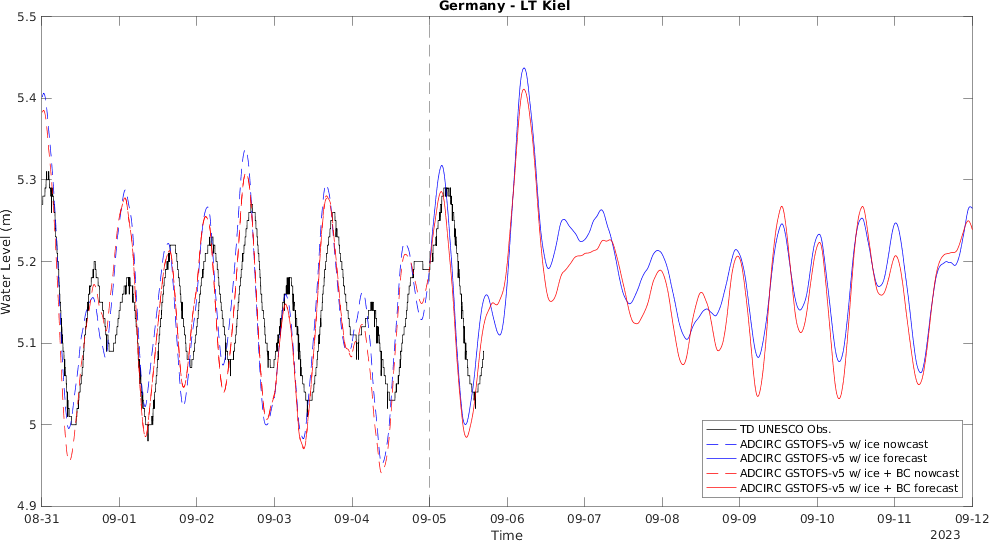 Germany - LT Kiel
5.5
5.4
5.3
5.2
5.1
5
4.9
Water Level (m)
08-31 09-01 09-02 09-03 09-04 09-05 09-06 09-07 09-08 09-09 09-10 09-11 09-12
Time
2023
TD UNESCO Obs.
ADCIRC GSTOFS-v5 w/ ice nowcast
ADCIRC GSTOFS-v5 w/ ice forecast
ADCIRC GSTOFS-v5 w/ ice + BC nowcast
ADCIRC GSTOFS-v5 w/ ice + BC forecast